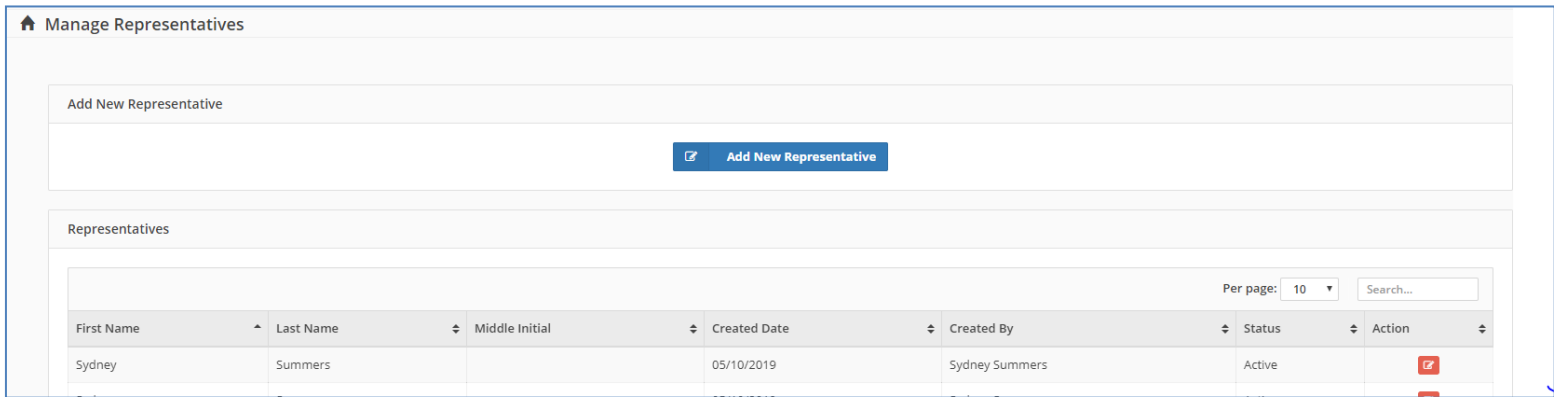 Manage Representatives
Add New Representative
Add New Representative
Representatives
Per page: 10 Search...
First Name Last Name Middle Initial Created Date Created By Status Action
Sydney Summers 05/10/2019 Sydney Summers Active